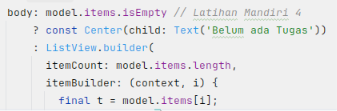 body: model.items.isEmpty // Latihan Mandiri 4
? const Center(child: Text('Belum ada Tugas'))
: ListView.builder(
itemCount: model.items.length,
itemBuilder: (context, i) {
final t = model.items[i];